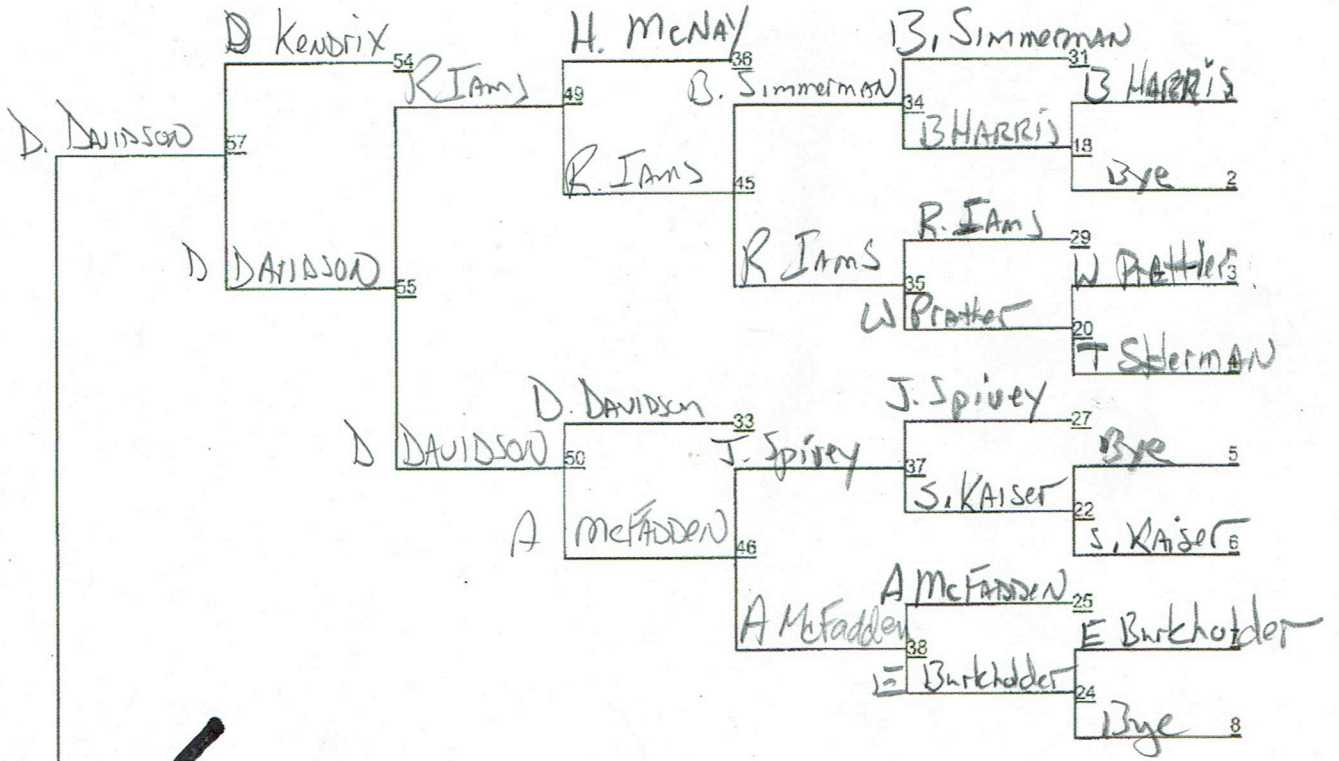 D Kendrix
54
H. McNAY
36
B. SIMMERMAN
31
R IAMS
49
B. Simmerman
34
B HARRIS
D. DAVIDSON
57
B HARRIS
18
R. IAMS
45
Bye 2
R. IAMS
29
D DAVIDSON
55
R IAMS
35
W Prattler 3
W Prather
20
T SHerMAN 4
J. Spivey
27
D. DAVIDSON
33
D DAVIDSON
50
J. Spivey
37
Bye 5
S. KAISer
22
A McFADDEN
46
S. KAiser 6
A McFADDEN
25
A McFadden
38
E Burkholder
E Burkholder
24
Bye 8